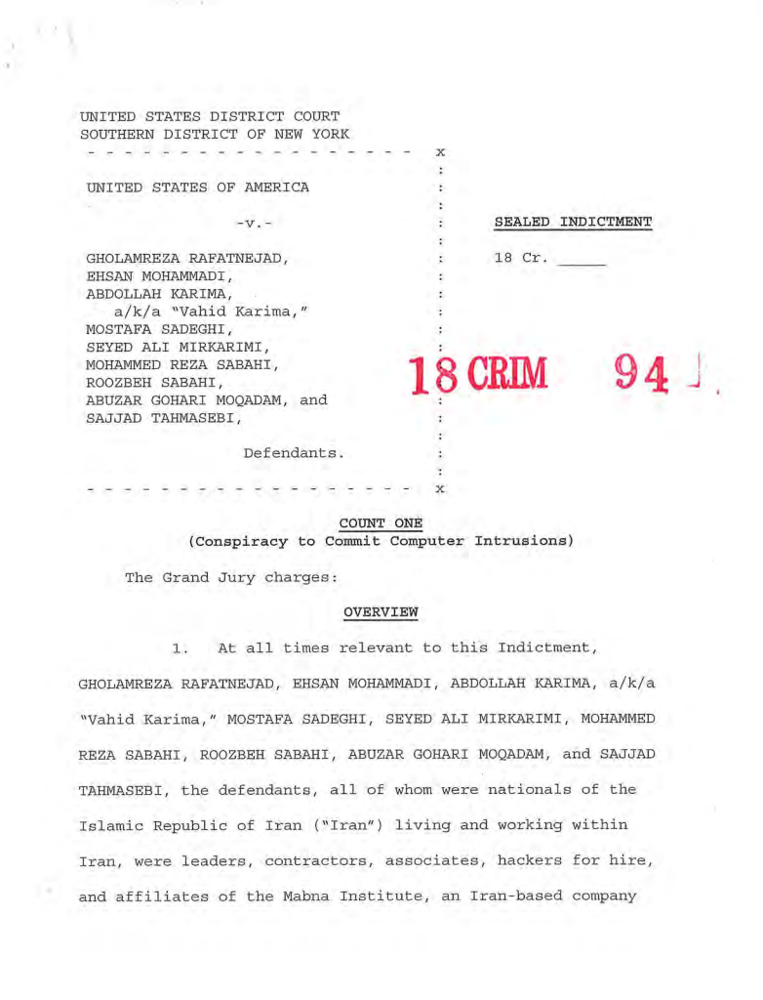 UNITED STATES DISTRICT COURT
SOUTHERN DISTRICT OF NEW YORK
- - - - - - - - - - - - - - - - - - x
:
UNITED STATES OF AMERICA :
:
-v.- : SEALED INDICTMENT
:
GHOLAMREZA RAFATNEJAD, : 18 Cr. _____
EHSAN MOHAMMADI, :
ABDOLLAH KARIMA, :
a/k/a "Vahid Karima," :
MOSTAFA SADEGHI, :
SEYED ALI MIRKARIMI, :
MOHAMMED REZA SABAHI,
ROOZBEH SABAHI,
18 CRIM 94
ABUZAR GOHARI MOQADAM, and :
SAJJAD TAHMASEBI, :
:
Defendants. :
:
- - - - - - - - - - - - - - - - - - x
COUNT ONE
(Conspiracy to Commit Computer Intrusions)
The Grand Jury charges:
OVERVIEW
1. At all times relevant to this Indictment,
GHOLAMREZA RAFATNEJAD, EHSAN MOHAMMADI, ABDOLLAH KARIMA, a/k/a
"Vahid Karima," MOSTAFA SADEGHI, SEYED ALI MIRKARIMI, MOHAMMED
REZA SABAHI, ROOZBEH SABAHI, ABUZAR GOHARI MOQADAM, and SAJJAD
TAHMASEBI, the defendants, all of whom were nationals of the
Islamic Republic of Iran ("Iran") living and working within
Iran, were leaders, contractors, associates, hackers for hire,
and affiliates of the Mabna Institute, an Iran-based company